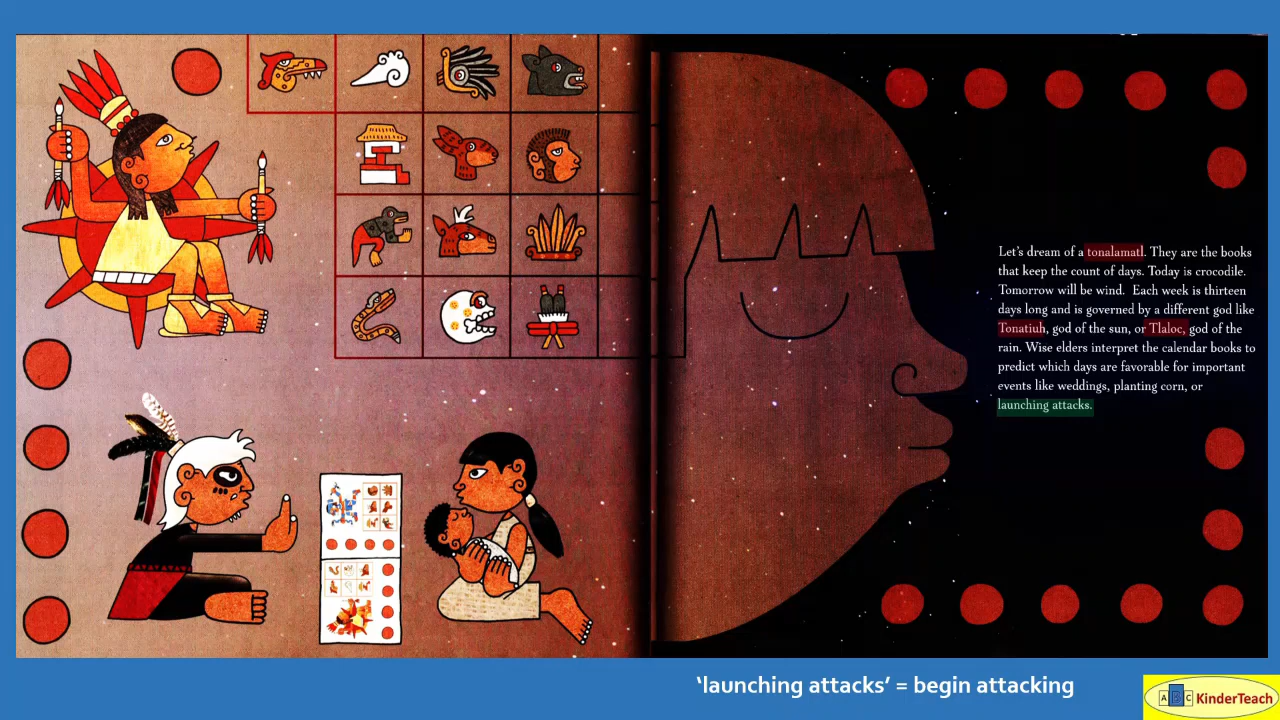 Let's dream of a tonalamatl. They are the books
that keep the count of days. Today is crocodile.
Tomorrow will be wind. Each week is thirteen
days long and is governed by a different god like
Tonatiuh, god of the sun, or Tlaloc, god of the
rain. Wise elders interpret the calendar books to
predict which days are favorable for important
events like weddings, planting corn, or
launching attacks.
‘launching attacks’ = begin attacking
ABC KinderTeach